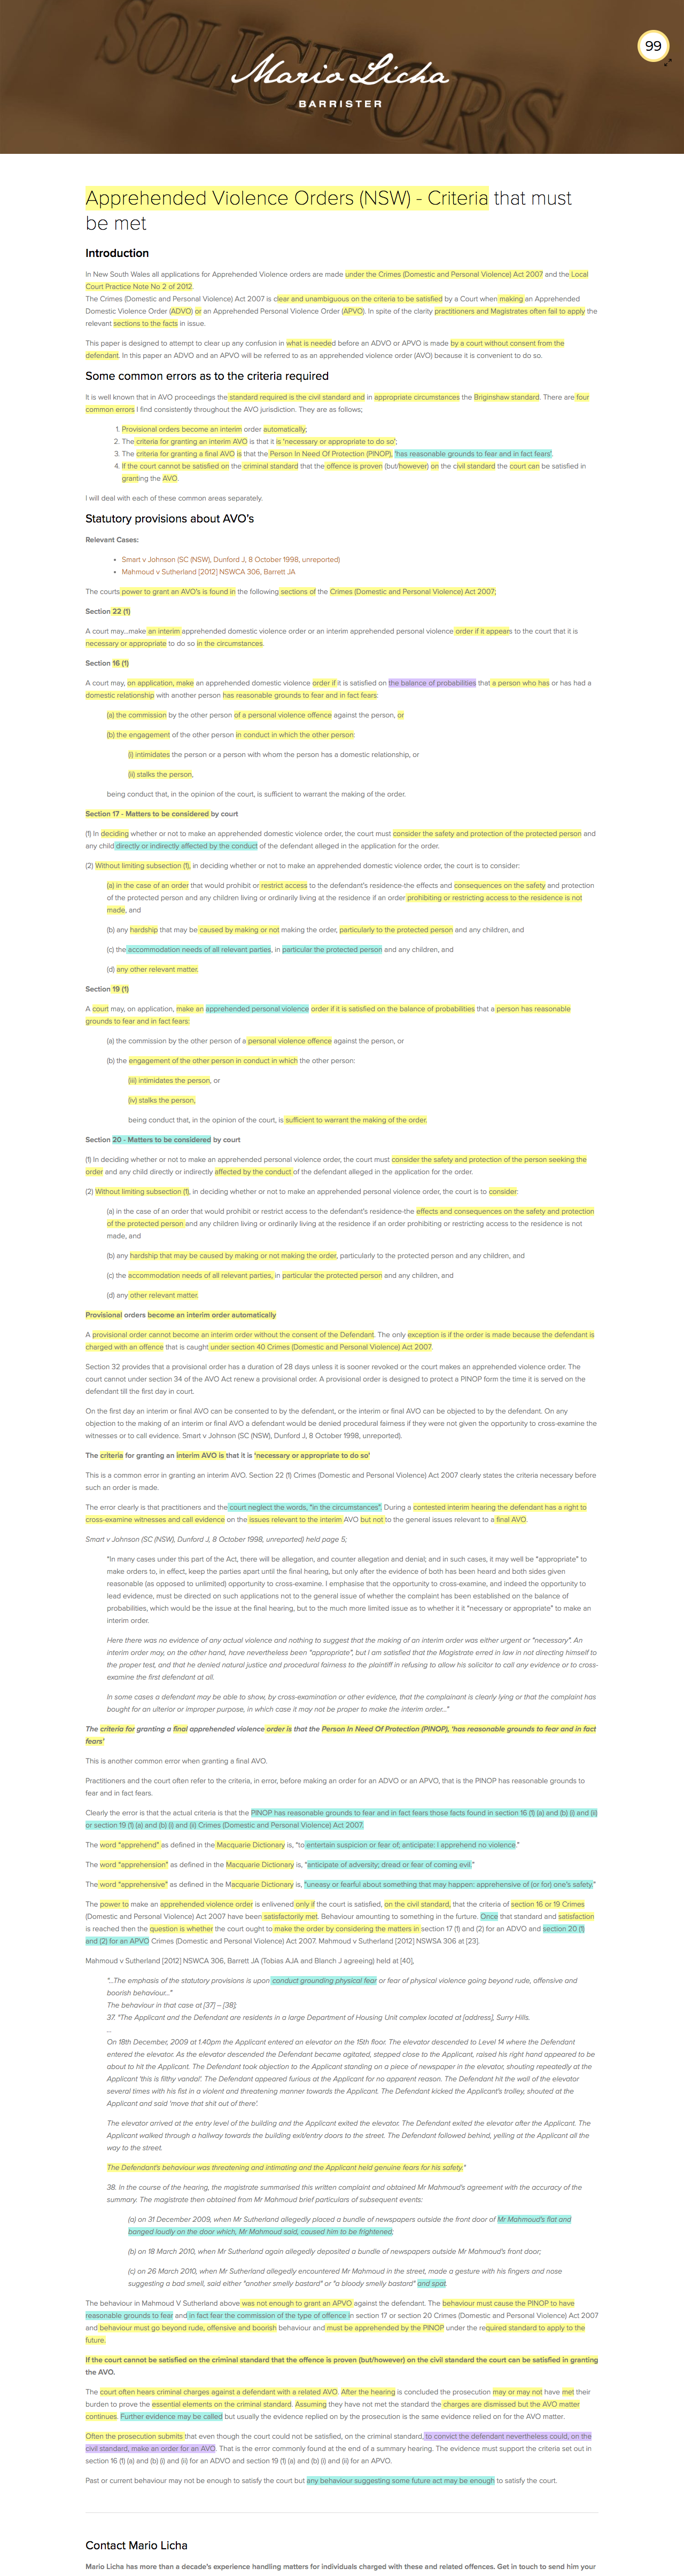 SOLICITORS
Mario Licha
BARRISTER
99
Apprehended Violence Orders (NSW) - Criteria that must
be met
Introduction
In New South Wales all applications for Apprehended Violence orders are made under the Crimes (Domestic and Personal Violence) Act 2007 and the Local
Court Practice Note No 2 of 2012.
The Crimes (Domestic and Personal Violence) Act 2007 is clear and unambiguous on the criteria to be satisfied by a Court when making an Apprehended
Domestic Violence Order (ADVO) or an Apprehended Personal Violence Order (APVO). In spite of the clarity practitioners and Magistrates often fail to apply the
relevant sections to the facts in issue.
This paper is designed to attempt to clear up any confusion in what is needed before an ADVO or APVO is made by a court without consent from the
defendant. In this paper an ADVO and an APVO will be referred to as an apprehended violence order (AVO) because it is convenient to do so.
Some common errors as to the criteria required
It is well known that in AVO proceedings the standard required is the civil standard and in appropriate circumstances the Briginshaw standard. There are four
common errors I find consistently throughout the AVO jurisdiction. They are as follows;
1. Provisional orders become an interim order automatically;
2. The criteria for granting an interim AVO is that it is 'necessary or appropriate to do so';
3. The criteria for granting a final AVO is that the Person In Need Of Protection (PINOP), 'has reasonable grounds to fear and in fact fears'.
4. If the court cannot be satisfied on the criminal standard that the offence is proven (but/however) on the civil standard the court can be satisfied in
granting the AVO.
I will deal with each of these common areas separately.
Statutory provisions about AVO's
Relevant Cases:
• Smart v Johnson (SC (NSW), Dunford J, 8 October 1998, unreported)
• Mahmoud v Sutherland [2012] NSWCA 306, Barrett JA
The courts power to grant an AVO's is found in the following sections of the Crimes (Domestic and Personal Violence) Act 2007;
Section 22 (1)
A court may...make an interim apprehended domestic violence order or an interim apprehended personal violence order if it appears to the court that it is
necessary or appropriate to do so in the circumstances.
Section 16 (1)
A court may, on application, make an apprehended domestic violence order if it is satisfied on the balance of probabilities that a person who has or has had a
domestic relationship with another person has reasonable grounds to fear and in fact fears:
(a) the commission by the other person of a personal violence offence against the person, or
(b) the engagement of the other person in conduct in which the other person:
(i) intimidates the person or a person with whom the person has a domestic relationship, or
(ii) stalks the person,
being conduct that, in the opinion of the court, is sufficient to warrant the making of the order.
Section 17 - Matters to be considered by court
(1) In deciding whether or not to make an apprehended domestic violence order, the court must consider the safety and protection of the protected person and
any child directly or indirectly affected by the conduct of the defendant alleged in the application for the order.
(2) Without limiting subsection (1), in deciding whether or not to make an apprehended domestic violence order, the court is to consider:
(a) in the case of an order that would prohibit or restrict access to the defendant's residence-the effects and consequences on the safety and protection
of the protected person and any children living or ordinarily living at the residence if an order prohibiting or restricting access to the residence is not
made, and
(b) any hardship that may be caused by making or not making the order, particularly to the protected person and any children, and
(c) the accommodation needs of all relevant parties, in particular the protected person and any children, and
(d) any other relevant matter.
Section 19 (1)
A court may, on application, make an apprehended personal violence order if it is satisfied on the balance of probabilities that a person has reasonable
grounds to fear and in fact fears:
(a) the commission by the other person of a personal violence offence against the person, or
(b) the engagement of the other person in conduct in which the other person:
(iii) intimidates the person, or
(iv) stalks the person,
being conduct that, in the opinion of the court, is sufficient to warrant the making of the order.
Section 20 - Matters to be considered by court
(1) In deciding whether or not to make an apprehended personal violence order, the court must consider the safety and protection of the person seeking the
order and any child directly or indirectly affected by the conduct of the defendant alleged in the application for the order.
(2) Without limiting subsection (1), in deciding whether or not to make an apprehended personal violence order, the court is to consider:
(a) in the case of an order that would prohibit or restrict access to the defendant's residence-the effects and consequences on the safety and protection
of the protected person and any children living or ordinarily living at the residence if an order prohibiting or restricting access to the residence is not
made, and
(b) any hardship that may be caused by making or not making the order, particularly to the protected person and any children, and
(c) the accommodation needs of all relevant parties, in particular the protected person and any children, and
(d) any other relevant matter.
Provisional orders become an interim order automatically
A provisional order cannot become an interim order without the consent of the Defendant. The only exception is if the order is made because the defendant is
charged with an offence that is caught under section 40 Crimes (Domestic and Personal Violence) Act 2007.
Section 32 provides that a provisional order has a duration of 28 days unless it is sooner revoked or the court makes an apprehended violence order. The
court cannot under section 34 of the AVO Act renew a provisional order. A provisional order is designed to protect a PINOP form the time it is served on the
defendant till the first day in court.
On the first day an interim or final AVO can be consented to by the defendant, or the interim or final AVO can be objected to by the defendant. On any
objection to the making of an interim or final AVO a defendant would be denied procedural fairness if they were not given the opportunity to cross-examine the
witnesses or to call evidence. Smart v Johnson (SC (NSW), Dunford J, 8 October 1998, unreported).
The criteria for granting an interim AVO is that it is 'necessary or appropriate to do so'
This is a common error in granting an interim AVO. Section 22 (1) Crimes (Domestic and Personal Violence) Act 2007 clearly states the criteria necessary before
such an order is made.
The error clearly is that practitioners and the court neglect the words, "in the circumstances". During a contested interim hearing the defendant has a right to
cross-examine witnesses and call evidence on the issues relevant to the interim AVO but not to the general issues relevant to a final AVO.
Smart v Johnson (SC (NSW), Dunford J, 8 October 1998, unreported) held page 5;
"In many cases under this part of the Act, there will be allegation, and counter allegation and denial; and in such cases, it may well be "appropriate" to
make orders to, in effect, keep the parties apart until the final hearing, but only after the evidence of both has been heard and both sides given
reasonable (as opposed to unlimited) opportunity to cross-examine. I emphasise that the opportunity to cross-examine, and indeed the opportunity to
lead evidence, must be directed on such applications not to the general issue of whether the complaint has been established on the balance of
probabilities, which would be the issue at the final hearing, but to the much more limited issue as to whether it it "necessary or appropriate" to make an
interim order.
Here there was no evidence of any actual violence and nothing to suggest that the making of an interim order was either urgent or "necessary". An
interim order may, on the other hand, have nevertheless been "appropriate", but I am satisfied that the Magistrate erred in law in not directing himself to
the proper test, and that he denied natural justice and procedural fairness to the plaintiff in refusing to allow his solicitor to call any evidence or to cross-
examine the first defendant at all.
In some cases a defendant may be able to show, by cross-examination or other evidence, that the complainant is clearly lying or that the complaint has
bought for an ulterior or improper purpose, in which case it may not be proper to make the interim order..."
The criteria for granting a final apprehended violence order is that the Person In Need Of Protection (PINOP), 'has reasonable grounds to fear and in fact
fears'
This is another common error when granting a final AVO.
Practitioners and the court often refer to the criteria, in error, before making an order for an ADVO or an APVO, that is the PINOP has reasonable grounds to
fear and in fact fears.
Clearly the error is that the actual criteria is that the PINOP has reasonable grounds to fear and in fact fears those facts found in section 16 (1) (a) and (b) (i) and (ii)
or section 19 (1) (a) and (b) (i) and (ii) Crimes (Domestic and Personal Violence) Act 2007.
The word "apprehend" as defined in the Macquarie Dictionary is, "to entertain suspicion or fear of; anticipate: I apprehend no violence."
The word "apprehension" as defined in the Macquarie Dictionary is, "anticipate of adversity; dread or fear of coming evil."
The word "apprehensive" as defined in the Macquarie Dictionary is, "uneasy or fearful about something that may happen: apprehensive of (or for) one's safety."
The power to make an apprehended violence order is enlivened only if the court is satisfied, on the civil standard, that the criteria of section 16 or 19 Crimes
(Domestic and Personal Violence) Act 2007 have been satisfactorily met. Behaviour amounting to something in the furture. Once that standard and satisfaction
is reached then the question is whether the court ought to make the order by considering the matters in section 17 (1) and (2) for an ADVO and section 20 (1)
and (2) for an APVO Crimes (Domestic and Personal Violence) Act 2007. Mahmoud v Sutherland [2012] NSWSA 306 at [23].
Mahmoud v Sutherland [2012] NSWCA 306, Barrett JA (Tobias AJA and Blanch J agreeing) held at [40],
"...The emphasis of the statutory provisions is upon conduct grounding physical fear or fear of physical violence going beyond rude, offensive and
boorish behaviour..."
The behaviour in that case at [37] – [38];
37. "The Applicant and the Defendant are residents in a large Department of Housing Unit complex located at [address], Surry Hills.
...
On 18th December, 2009 at 1.40pm the Applicant entered an elevator on the 15th floor. The elevator descended to Level 14 where the Defendant
entered the elevator. As the elevator descended the Defendant became agitated, stepped close to the Applicant, raised his right hand appeared to be
about to hit the Applicant. The Defendant took objection to the Applicant standing on a piece of newspaper in the elevator, shouting repeatedly at the
Applicant 'this is filthy vandal'. The Defendant appeared furious at the Applicant for no apparent reason. The Defendant hit the wall of the elevator
several times with his fist in a violent and threatening manner towards the Applicant. The Defendant kicked the Applicant's trolley, shouted at the
Applicant and said 'move that shit out of there'.
The elevator arrived at the entry level of the building and the Applicant exited the elevator. The Defendant exited the elevator after the Applicant. The
Applicant walked through a hallway towards the building exit/entry doors to the street. The Defendant followed behind, yelling at the Applicant all the
way to the street.
The Defendant's behaviour was threatening and intimating and the Applicant held genuine fears for his safety."
38. In the course of the hearing, the magistrate summarised this written complaint and obtained Mr Mahmoud's agreement with the accuracy of the
summary. The magistrate then obtained from Mr Mahmoud brief particulars of subsequent events:
(a) on 31 December 2009, when Mr Sutherland allegedly placed a bundle of newspapers outside the front door of Mr Mahmoud's flat and
banged loudly on the door which, Mr Mahmoud said, caused him to be frightened;
(b) on 18 March 2010, when Mr Sutherland again allegedly deposited a bundle of newspapers outside Mr Mahmoud's front door;
(c) on 26 March 2010, when Mr Sutherland allegedly encountered Mr Mahmoud in the street, made a gesture with his fingers and nose
suggesting a bad smell, said either "another smelly bastard" or "a bloody smelly bastard" and spat.
The behaviour in Mahmoud V Sutherland above was not enough to grant an APVO against the defendant. The behaviour must cause the PINOP to have
reasonable grounds to fear and in fact fear the commission of the type of offence in section 17 or section 20 Crimes (Domestic and Personal Violence) Act 2007
and behaviour must go beyond rude, offensive and boorish behaviour and must be apprehended by the PINOP under the required standard to apply to the
future.
If the court cannot be satisfied on the criminal standard that the offence is proven (but/however) on the civil standard the court can be satisfied in granting
the AVO.
The court often hears criminal charges against a defendant with a related AVO. After the hearing is concluded the prosecution may or may not have met their
burden to prove the essential elements on the criminal standard. Assuming they have not met the standard the charges are dismissed but the AVO matter
continues. Further evidence may be called but usually the evidence replied on by the prosecution is the same evidence relied on for the AVO matter.
Often the prosecution submits that even though the court could not be satisfied, on the criminal standard, to convict the defendant nevertheless could, on the
civil standard, make an order for an AVO. That is the error commonly found at the end of a summary hearing. The evidence must support the criteria set out in
section 16 (1) (a) and (b) (i) and (ii) for an ADVO and section 19 (1) (a) and (b) (i) and (ii) for an APVO.
Past or current behaviour may not be enough to satisfy the court but any behaviour suggesting some future act may be enough to satisfy the court.
Contact Mario Licha
Mario Licha has more than a decade's experience handling matters for individuals charged with these and related offences. Get in touch to send him your